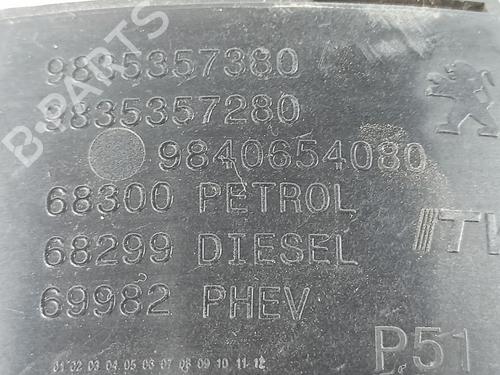 9835357380
9835357280
9840654080
68300 PETROL
68299 DIESEL
69982 PHEV
P51
01 02 03 04 05 06 07 08 09 10 11 12
B-PARTS